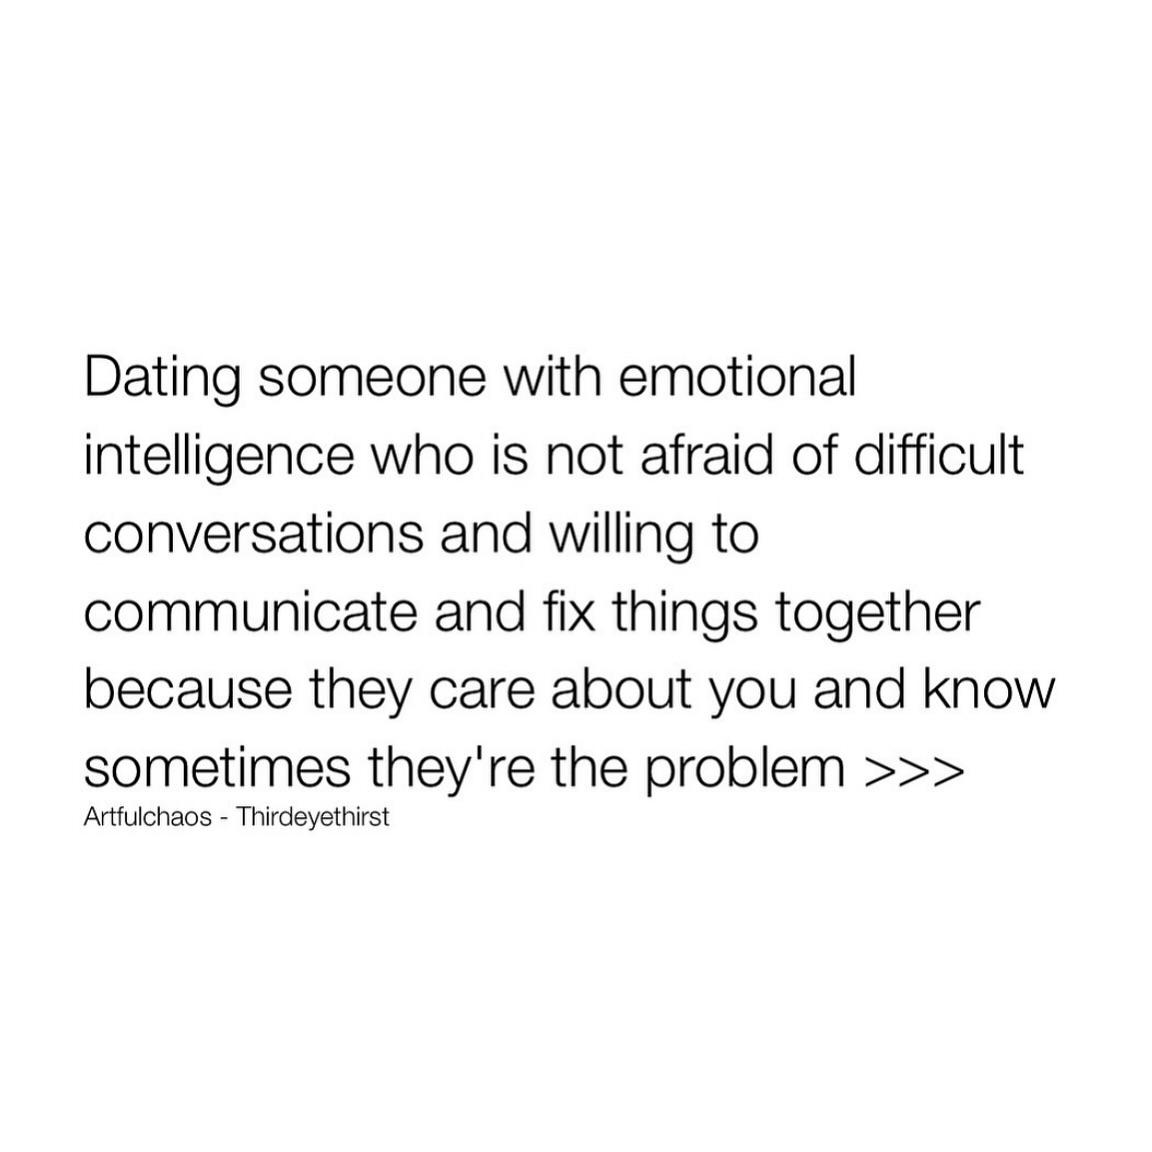 Dating someone with emotional
intelligence who is not afraid of difficult
conversations and willing to
communicate and fix things together
because they care about you and know
sometimes they're the problem >>>
Artfulchaos - Thirdeyethirst